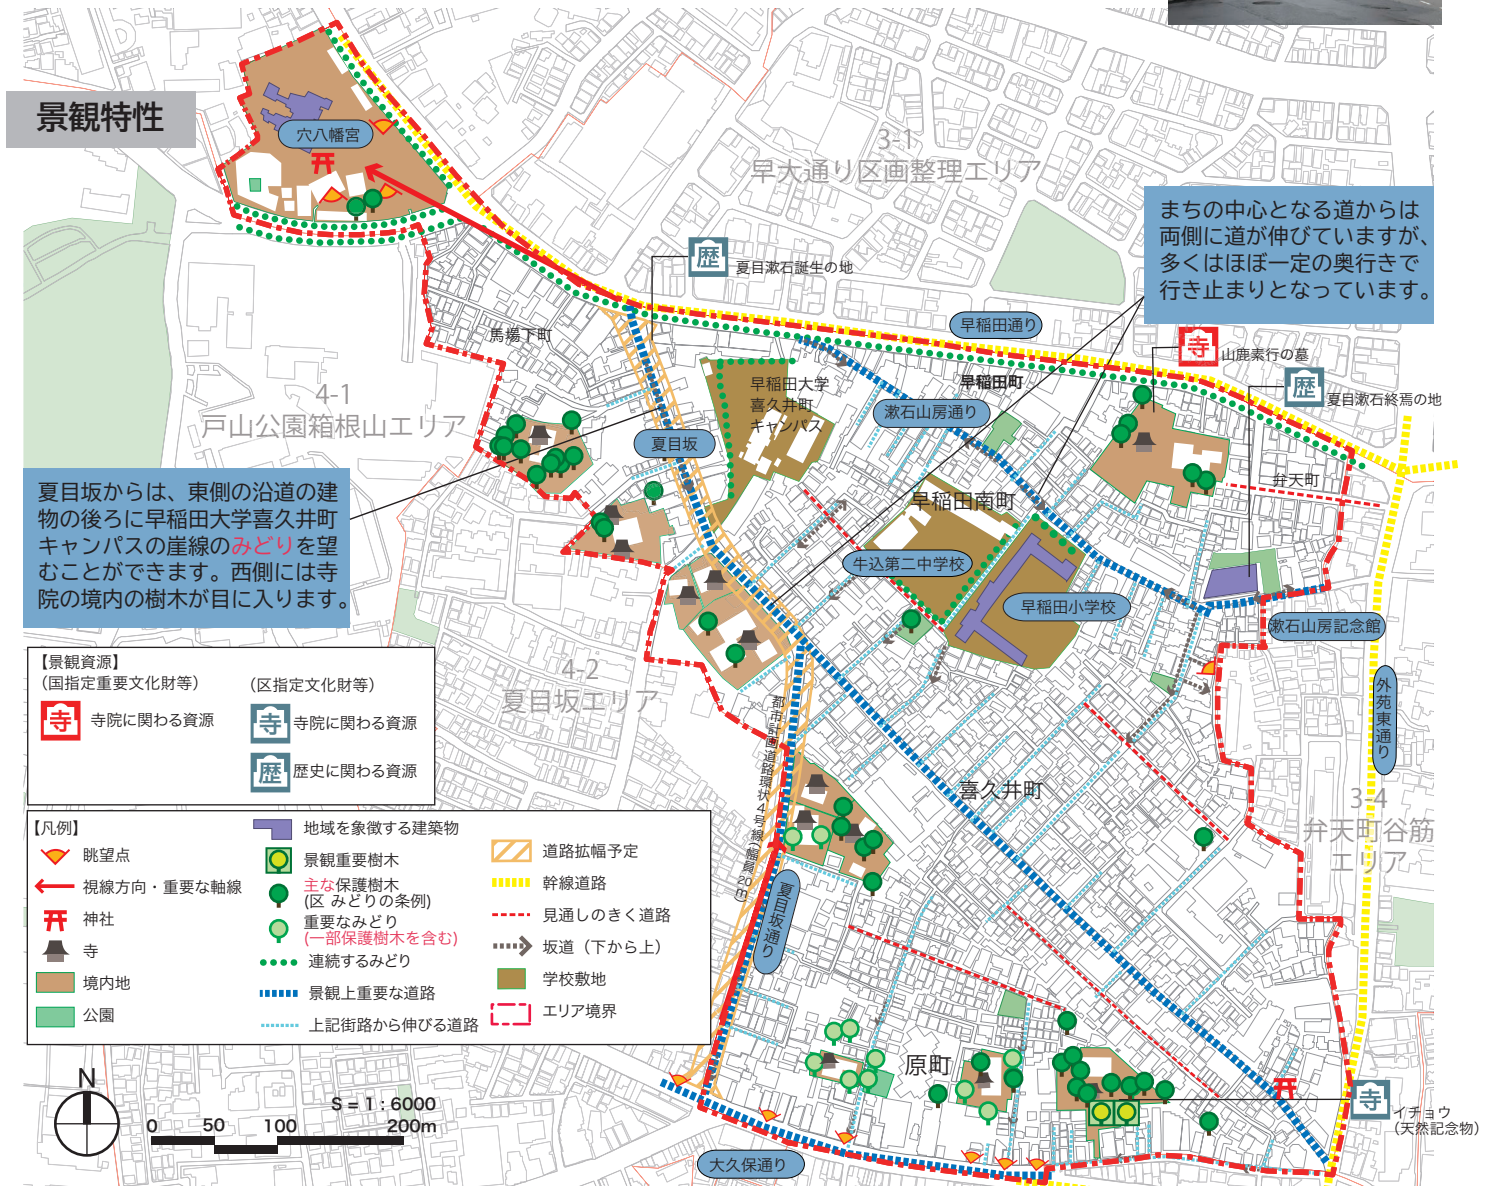 景観特性
穴八幡宮
3-1
早大通り区画整理エリア
まちの中心となる道からは
両側に道が伸びていますが、
多くはほぼ一定の奥行きで
行き止まりとなっています。
歴
夏目漱石誕生の地
早稲田通り
馬場下町
寺
山鹿素行の墓
歴
夏目漱石終焉の地
早稲田大学
喜久井町
キャンパス
早稲田町
漱石山房通り
4-1
戸山公園箱根山エリア
夏目坂
夏目坂からは、東側の沿道の建
物の後ろに早稲田大学喜久井町
キャンパスの崖線のみどりを望
むことができます。西側には寺
院の境内の樹木が目に入ります。
早稲田南町
弁天町
牛込第二中学校
早稲田小学校
漱石山房記念館
4-2
夏目坂エリア
外苑東通り
都市計画道路環状4号線(幅員20m)
喜久井町
3-4
弁天町谷筋
エリア
夏目坂通り
【景観資源】
(国指定重要文化財等)
(区指定文化財等)
寺
寺院に関わる資源
寺
寺院に関わる資源
歴
歴史に関わる資源
【凡例】
眺望点
視線方向・重要な軸線
神社
寺
境内地
公園
地域を象徴する建築物
景観重要樹木
主な保護樹木
(区 みどりの条例)
重要なみどり
(一部保護樹木を含む)
連続するみどり
景観上重要な道路
上記街路から伸びる道路
道路拡幅予定
幹線道路
見通しのきく道路
坂道（下から上）
学校敷地
エリア境界
原町
N
S = 1 : 6000
0 50 100 200m
寺
イチョウ
(天然記念物)
大久保通り